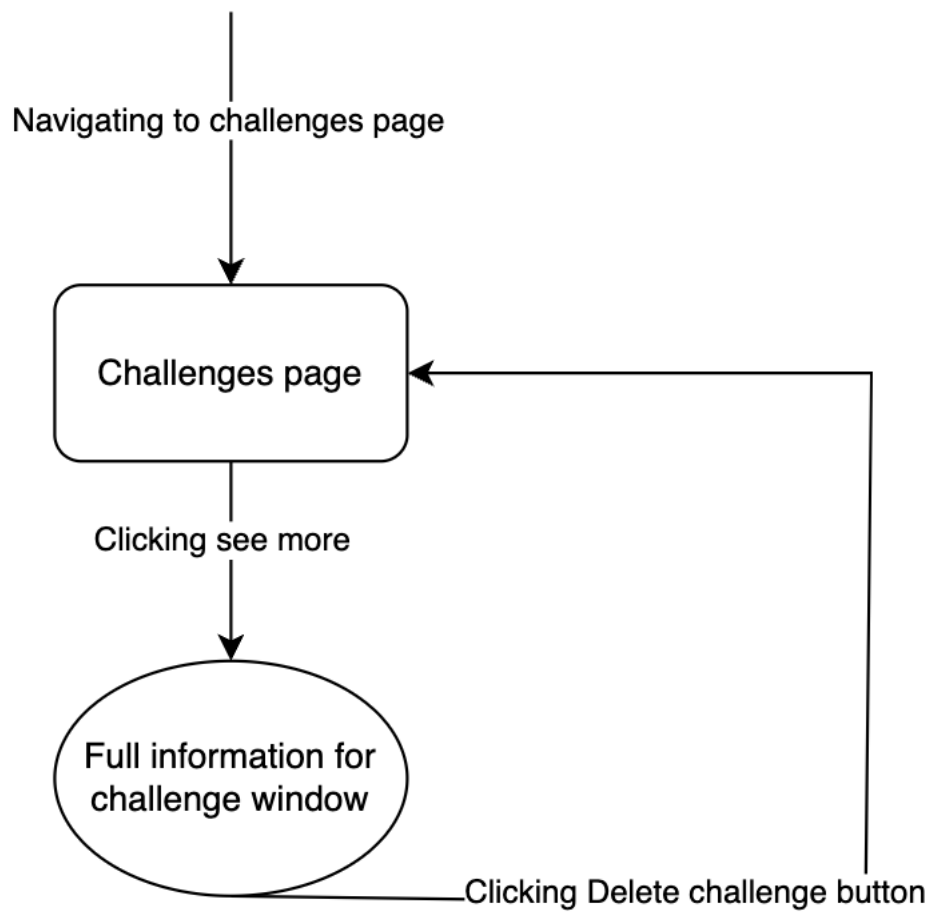 Navigating to challenges page
Challenges page
Clicking see more
Full information for
challenge window
Clicking Delete challenge button